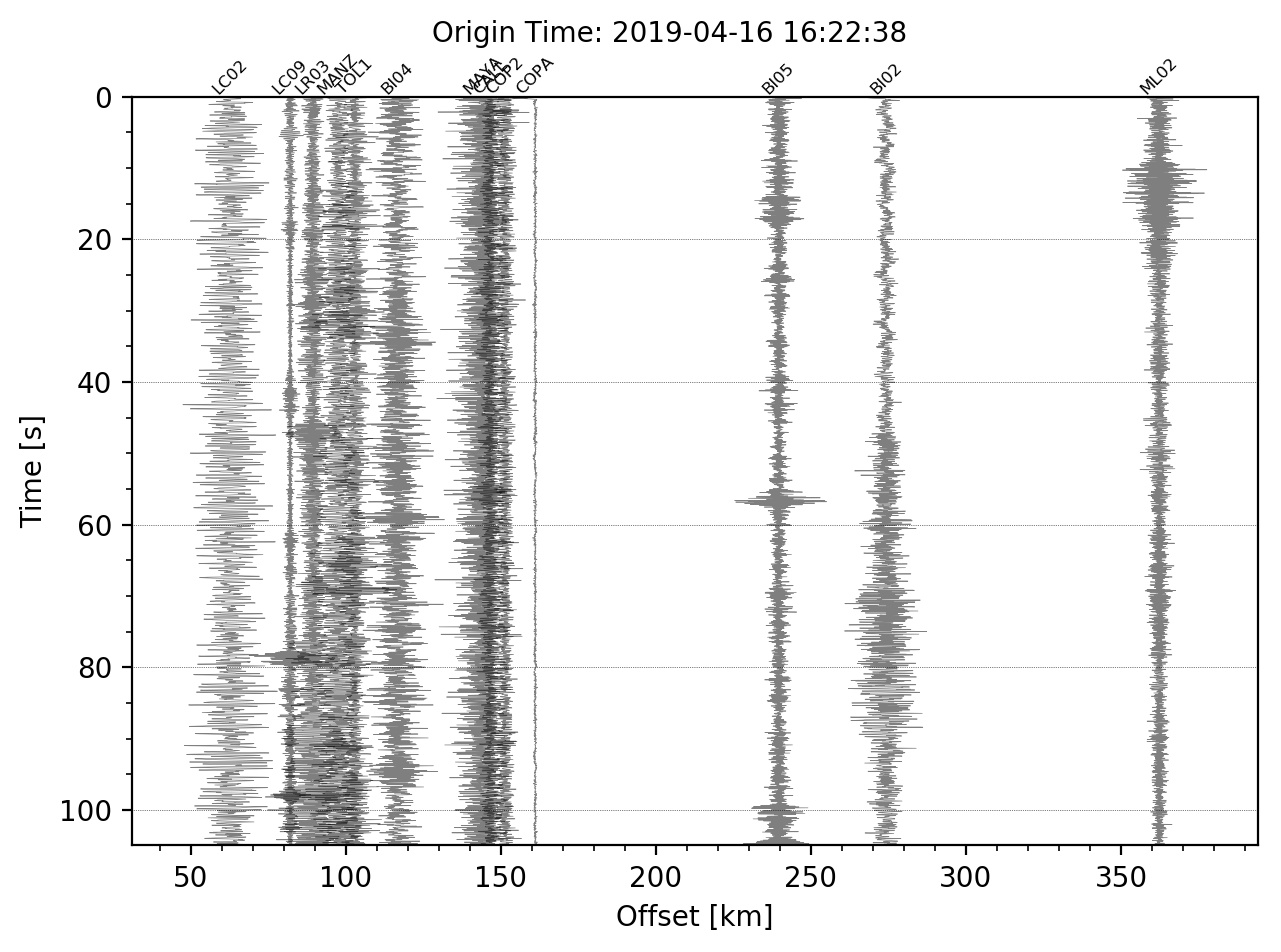 Origin Time: 2019-04-16 16:22:38
LC02 LC09 LR03 MANZ TOL1 BI04 MAYA COP2 COPA BI05 BI02 ML02
0
20
40
60
80
100
Time [s]
50 100 150 200 250 300 350
Offset [km]